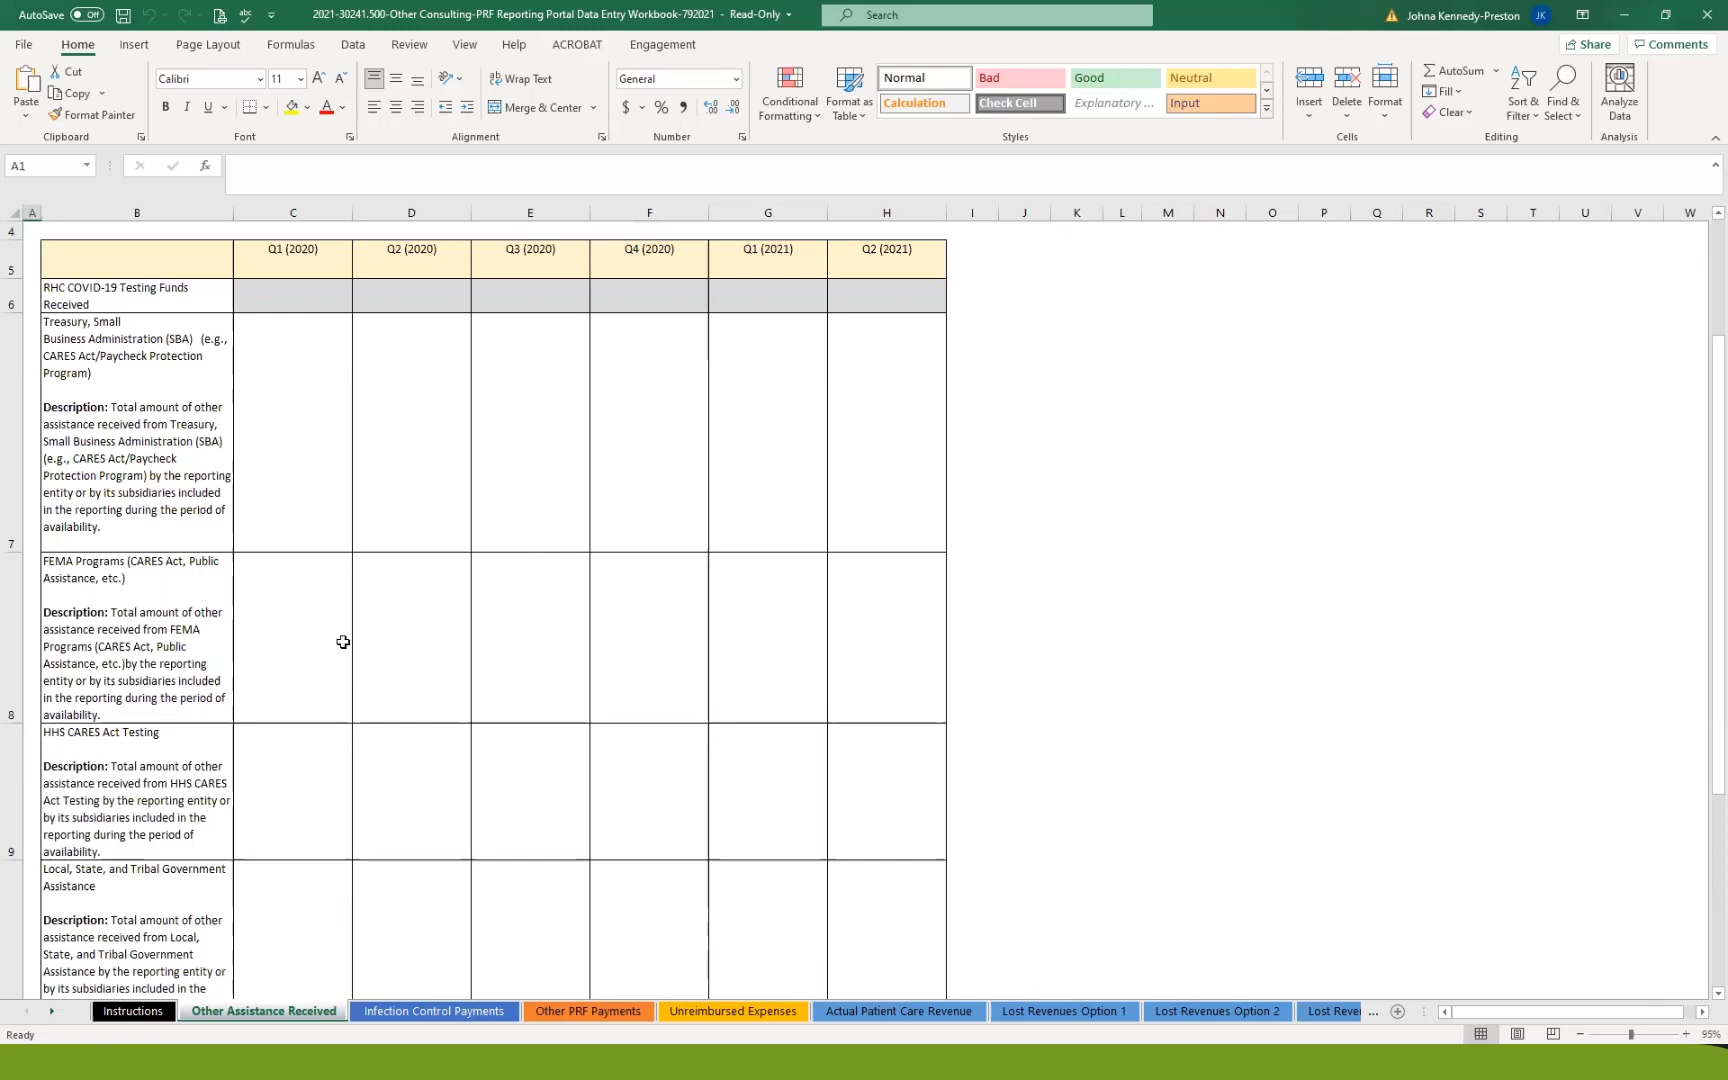 AutoSave Off 2021-30241.500-Other Consulting-PRF Reporting Portal Data Entry Workbook-792021 - Read-Only Search Johna Kennedy-Preston JK
File Home Insert Page Layout Formulas Data Review View Help ACROBAT Engagement Share Comments
Paste
Cut
Copy
Format Painter
Clipboard
Calibri 11
B I U
Font
Wrap Text
Merge & Center
Alignment
General
$ % 9
Number
Conditional
Formatting
Format as
Table
Normal Bad Good Neutral
Calculation Check Cell Explanatory ... Input
Styles
Insert Delete Format
Cells
AutoSum
Fill
Clear
Sort &
Filter
Find &
Select
Editing
Analyze
Data
Analysis
A1 fx
A B C D E F G H I J K L M N O P Q R S T U V W
4
5 Q1 (2020) Q2 (2020) Q3 (2020) Q4 (2020) Q1 (2021) Q2 (2021)
RHC COVID-19 Testing Funds
6 Received
Treasury, Small
Business Administration (SBA) (e.g.,
CARES Act/Paycheck Protection
Program)
Description: Total amount of other
assistance received from Treasury,
Small Business Administration (SBA)
(e.g., CARES Act/Paycheck
Protection Program) by the reporting
entity or by its subsidiaries included
in the reporting during the period of
availability.
7
FEMA Programs (CARES Act, Public
Assistance, etc.)
Description: Total amount of other
assistance received from FEMA
Programs (CARES Act, Public
Assistance, etc.)by the reporting
entity or by its subsidiaries included
in the reporting during the period of
8 availability.
HHS CARES Act Testing
Description: Total amount of other
assistance received from HHS CARES
Act Testing by the reporting entity or
by its subsidiaries included in the
reporting during the period of
9 availability.
Local, State, and Tribal Government
Assistance
Description: Total amount of other
assistance received from Local,
State, and Tribal Government
Assistance by the reporting entity or
by its subsidiaries included in the
Instructions Other Assistance Received Infection Control Payments Other PRF Payments Unreimbursed Expenses Actual Patient Care Revenue Lost Revenues Option 1 Lost Revenues Option 2 Lost Reve ...
Ready 95%